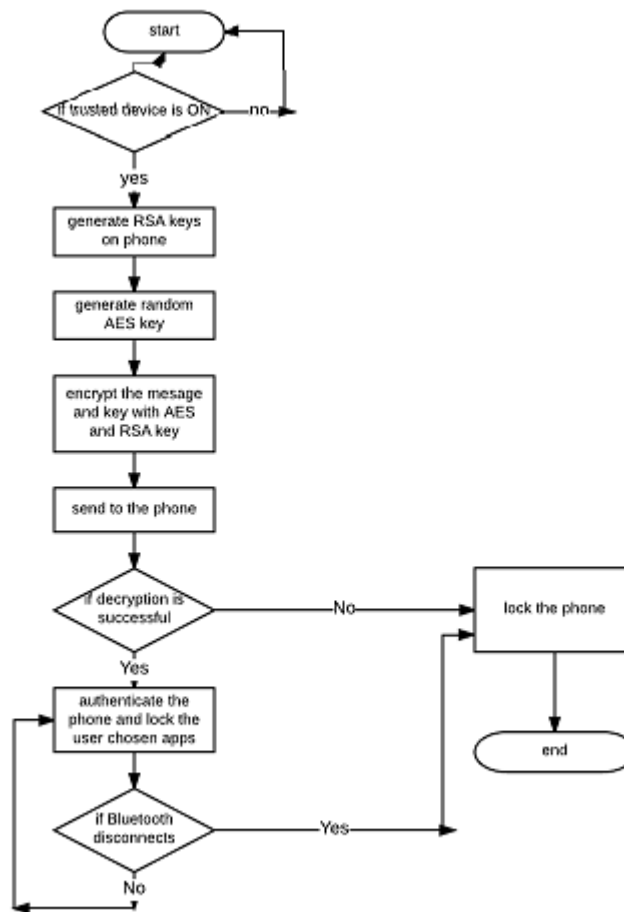 start
if trusted device is ON
no
yes
generate RSA keys
on phone
generate random
AES key
encrypt the mesage
and key with AES
and RSA key
send to the phone
if decryption is
successful
No
lock the phone
Yes
authenticate the
phone and lock the
user chosen apps
end
if Bluetooth
disconnects
Yes
No